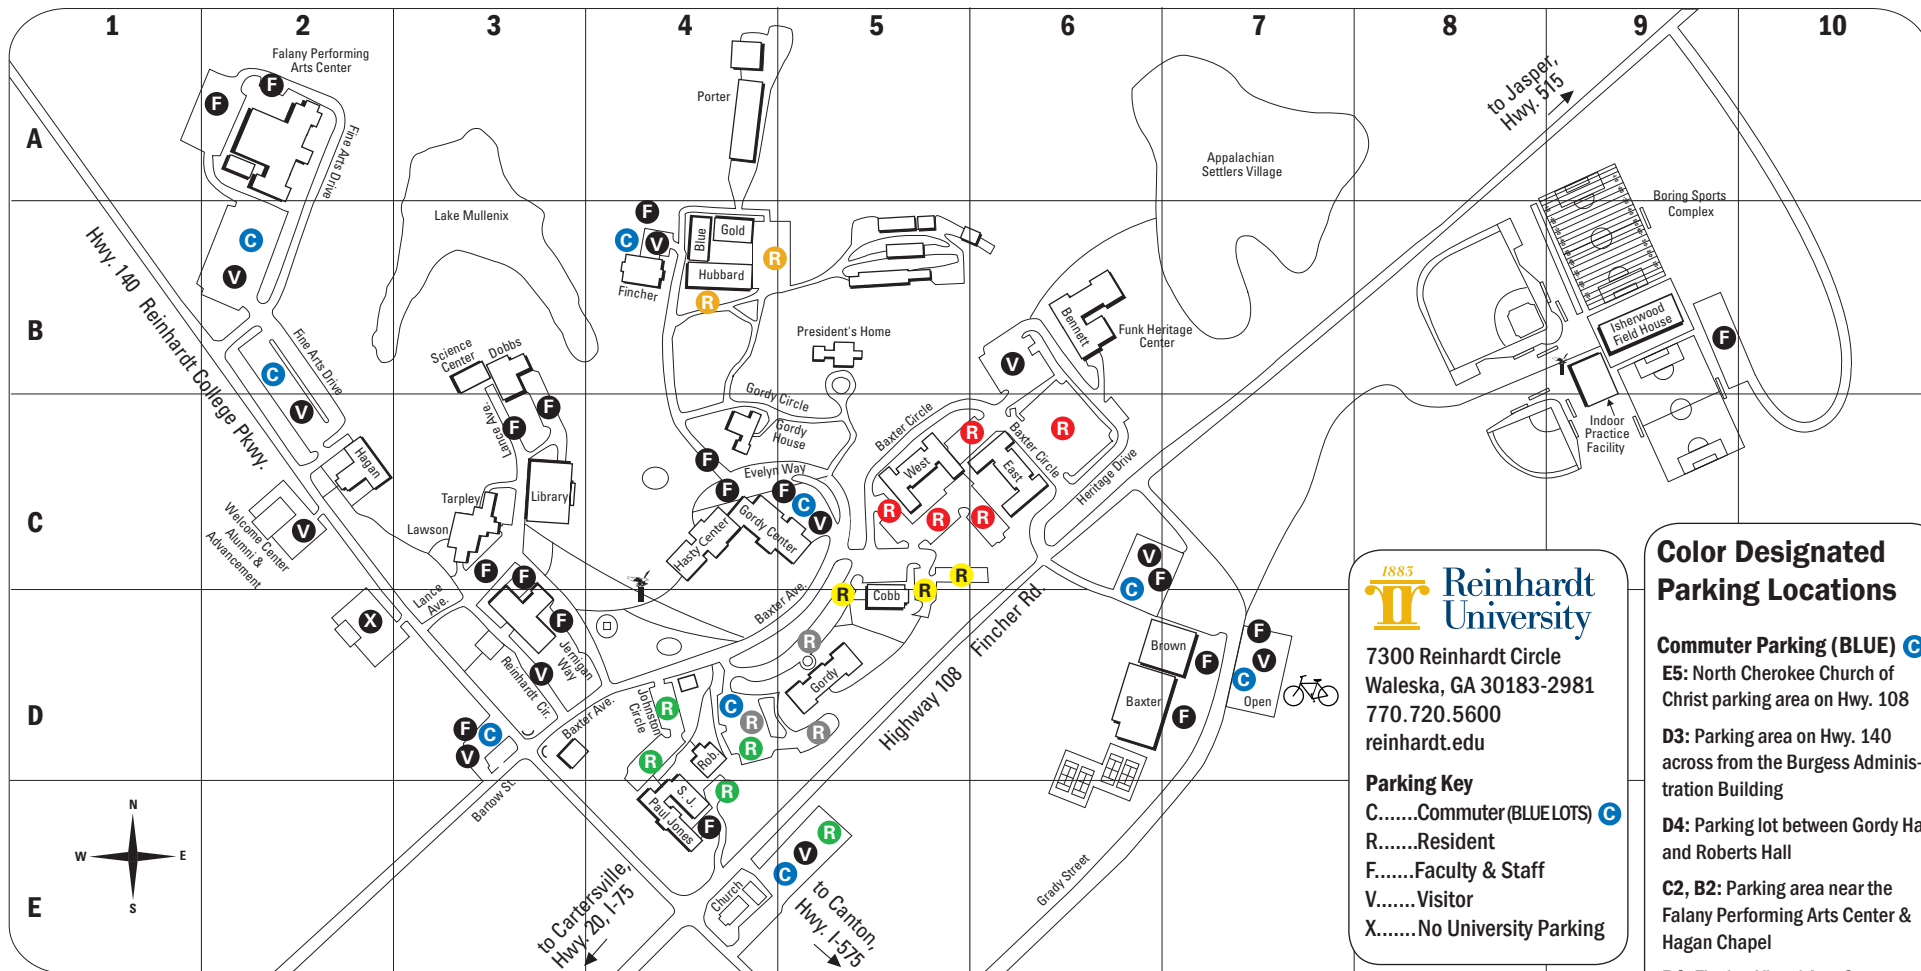 1 2 3 4 5 6 7 8 9 10
A
B
C
D
E
Falany Performing
Arts Center
F
F
Fine Arts Drive
C
V
Hwy. 140 Reinhardt College Pkwy.
Fine Arts Drive
C
V
Hagan
Welcome Center
Alumni &
Advancement
V
X
Lake Mullenix
Science
Center
Dobbs
F
F
Lance Ave.
Library
Tarpley
Lawson
F
F
F
V
Lance
Ave.
Jernigan
Way
Reinhardt Cir.
Baxter Ave.
F
C
V
Bartow St.
N
W E
S
Porter
F
C
V
Fincher
Blue
Gold
Hubbard
R
R
President's Home
Gordy Circle
Gordy
House
Evelyn Way
F
F
F
C
V
Hasty Center
Gordy Center
Baxter Ave.
Baxter Circle
West
East
Baxter Circle
R
R
R
R
R
Heritage Drive
Bennett
Funk Heritage
Center
V
Appalachian
Settlers Village
to Jasper,
Hwy. 515
Boring Sports
Complex
Isherwood
Field House
F
Indoor
Practice
Facility
R
Cobb
R
R
R
Gordy
R
R
C
R
R
R
R
Johnston
Circle
Rob.
S. J.
Paul Jones
F
R
V
C
Church
to Cartersville,
Hwy. 20, I-75
to Canton,
Hwy. I-575
Highway 108
Fincher Rd.
V
F
C
Brown
F
Baxter
F
F
V
C
Open
Grady Street
1883
Reinhardt
University
7300 Reinhardt Circle
Waleska, GA 30183-2981
770.720.5600
reinhardt.edu
Parking Key
C.......Commuter (BLUE LOTS) C
R.......Resident
F.......Faculty & Staff
V.......Visitor
X.......No University Parking
Color Designated
Parking Locations
Commuter Parking (BLUE) C
E5: North Cherokee Church of
Christ parking area on Hwy. 108
D3: Parking area on Hwy. 140
across from the Burgess Adminis-
tration Building
D4: Parking lot between Gordy Ha
and Roberts Hall
C2, B2: Parking area near the
Falany Performing Arts Center &
Hagan Chapel